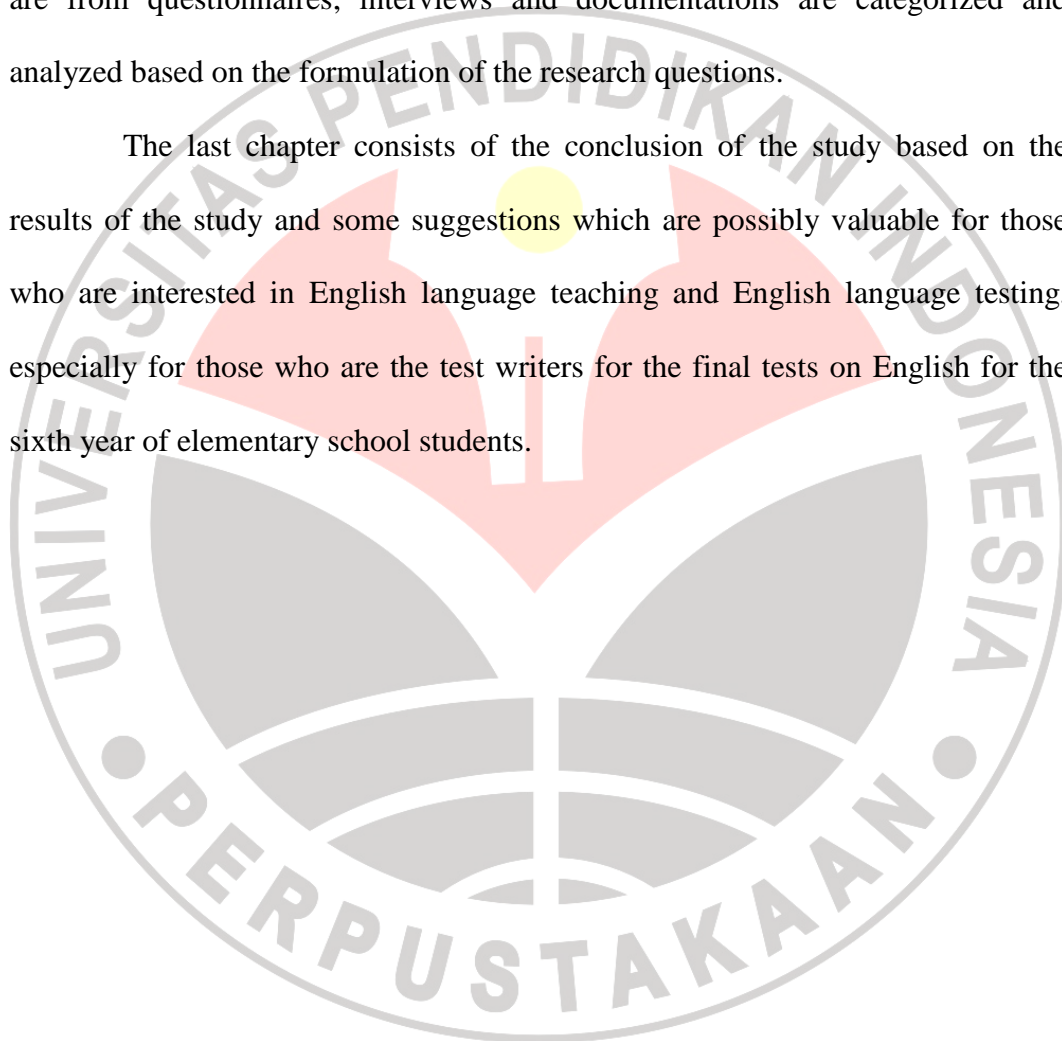 are from questionnaires, interviews and documentations are categorized and
analyzed based on the formulation of the research questions.
The last chapter consists of the conclusion of the study based on the
results of the study and some suggestions which are possibly valuable for those
who are interested in English language teaching and English language testing
especially for those who are the test writers for the final tests on English for the
sixth year of elementary school students.
UNIVERSITAS PENDIDIKAN INDONESIA
PERPUSTAKAAN